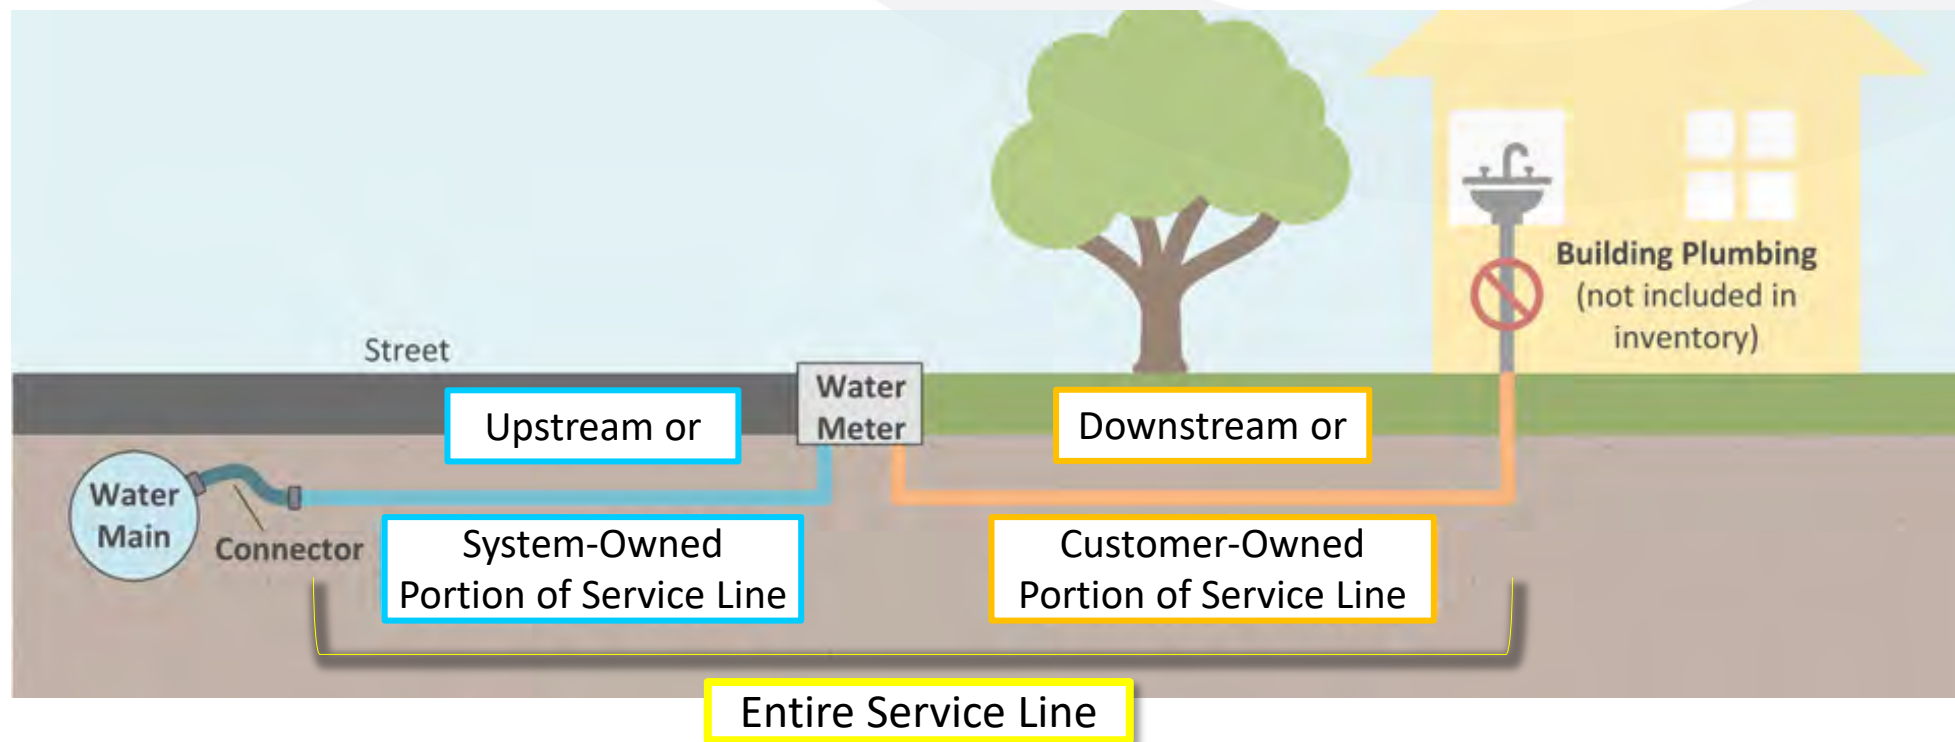 Street
Upstream or
Water
Meter
Downstream or
Building Plumbing
(not included in
inventory)
Water
Main
Connector
System-Owned
Portion of Service Line
Customer-Owned
Portion of Service Line
Entire Service Line